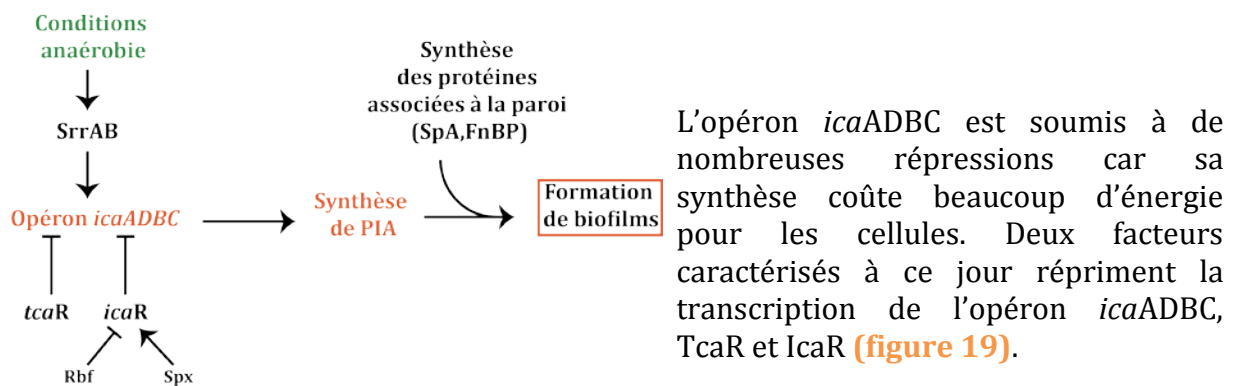 Conditions
anaérobie
SrrAB
Opéron icaADBC
tcaR
icaR
Rbf
Spx
Synthèse
de PIA
Synthèse
des protéines
associées à la paroi
(SpA,FnBP)
Formation
de biofilms
L'opéron icaADBC est soumis à de
nombreuses répressions car sa
synthèse coûte beaucoup d'énergie
pour les cellules. Deux facteurs
caractérisés à ce jour répriment la
transcription de l'opéron icaADBC,
TcaR et IcaR (figure 19).